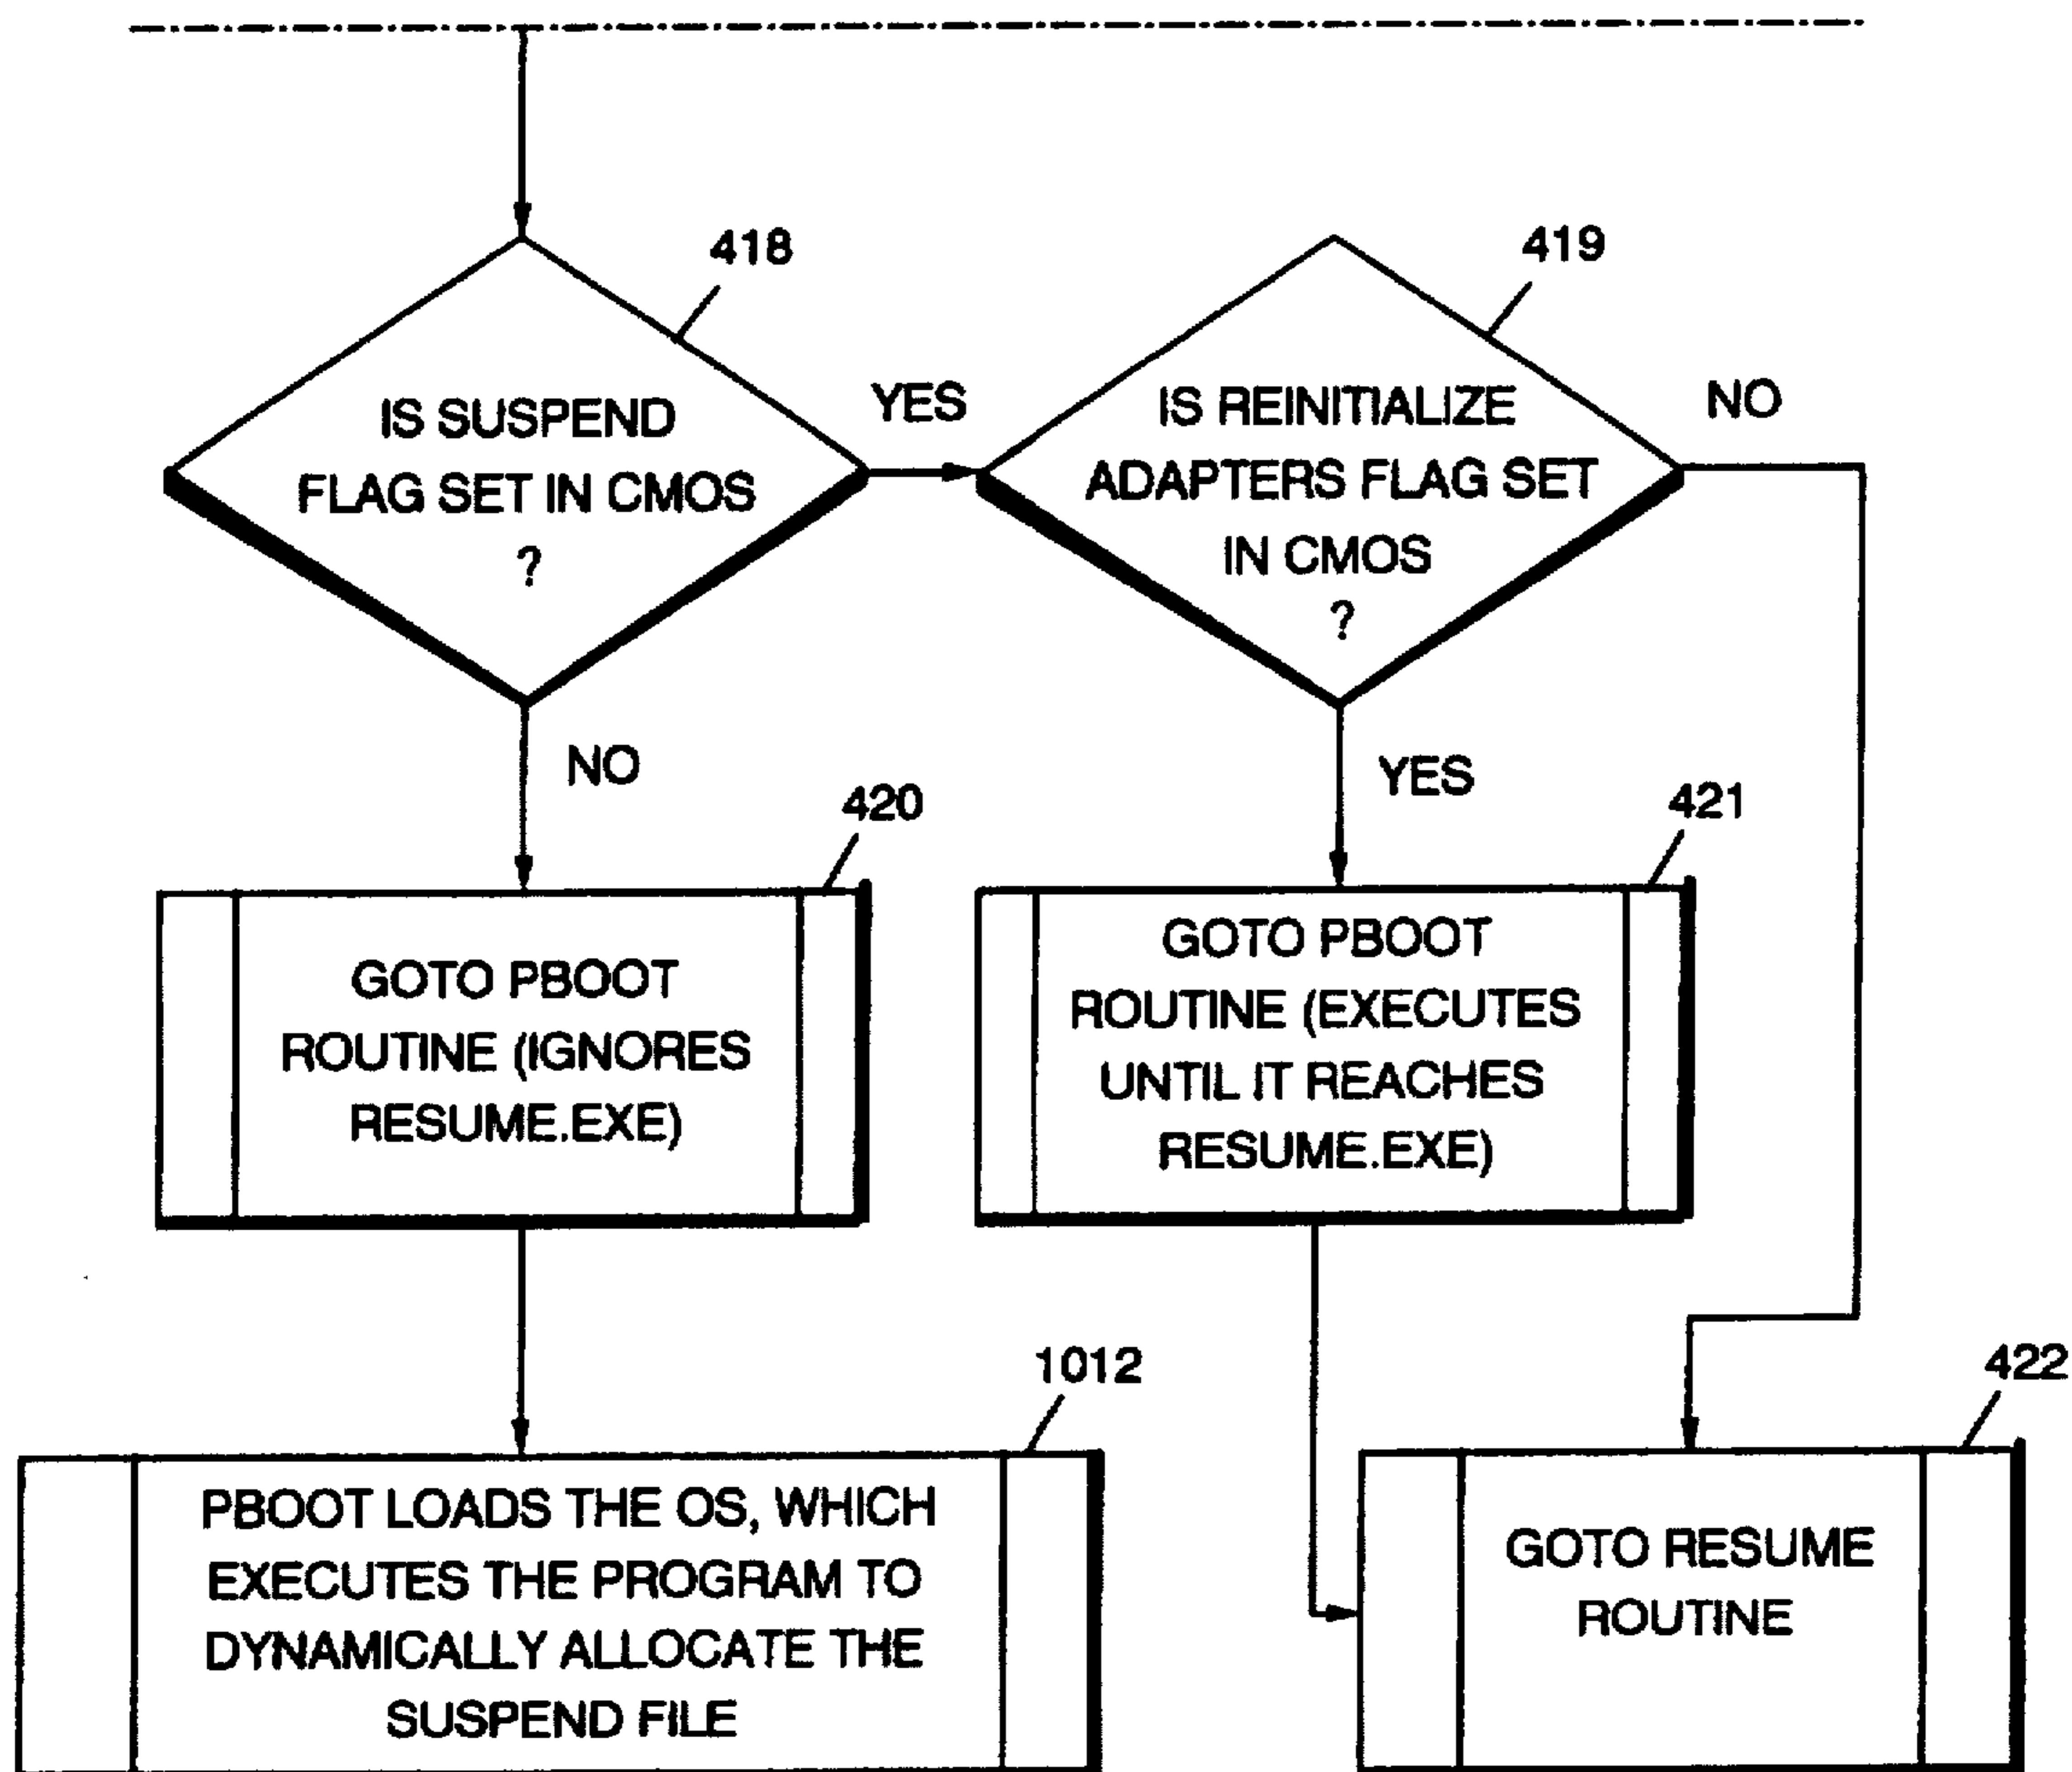 418
IS SUSPEND
FLAG SET IN CMOS
?
YES
419
IS REINITIALIZE
ADAPTERS FLAG SET
IN CMOS
?
NO
NO
YES
420
GOTO PBOOT
ROUTINE (IGNORES
RESUME.EXE)
421
GOTO PBOOT
ROUTINE (EXECUTES
UNTIL IT REACHES
RESUME.EXE)
1012
PBOOT LOADS THE OS, WHICH
EXECUTES THE PROGRAM TO
DYNAMICALLY ALLOCATE THE
SUSPEND FILE
422
GOTO RESUME
ROUTINE